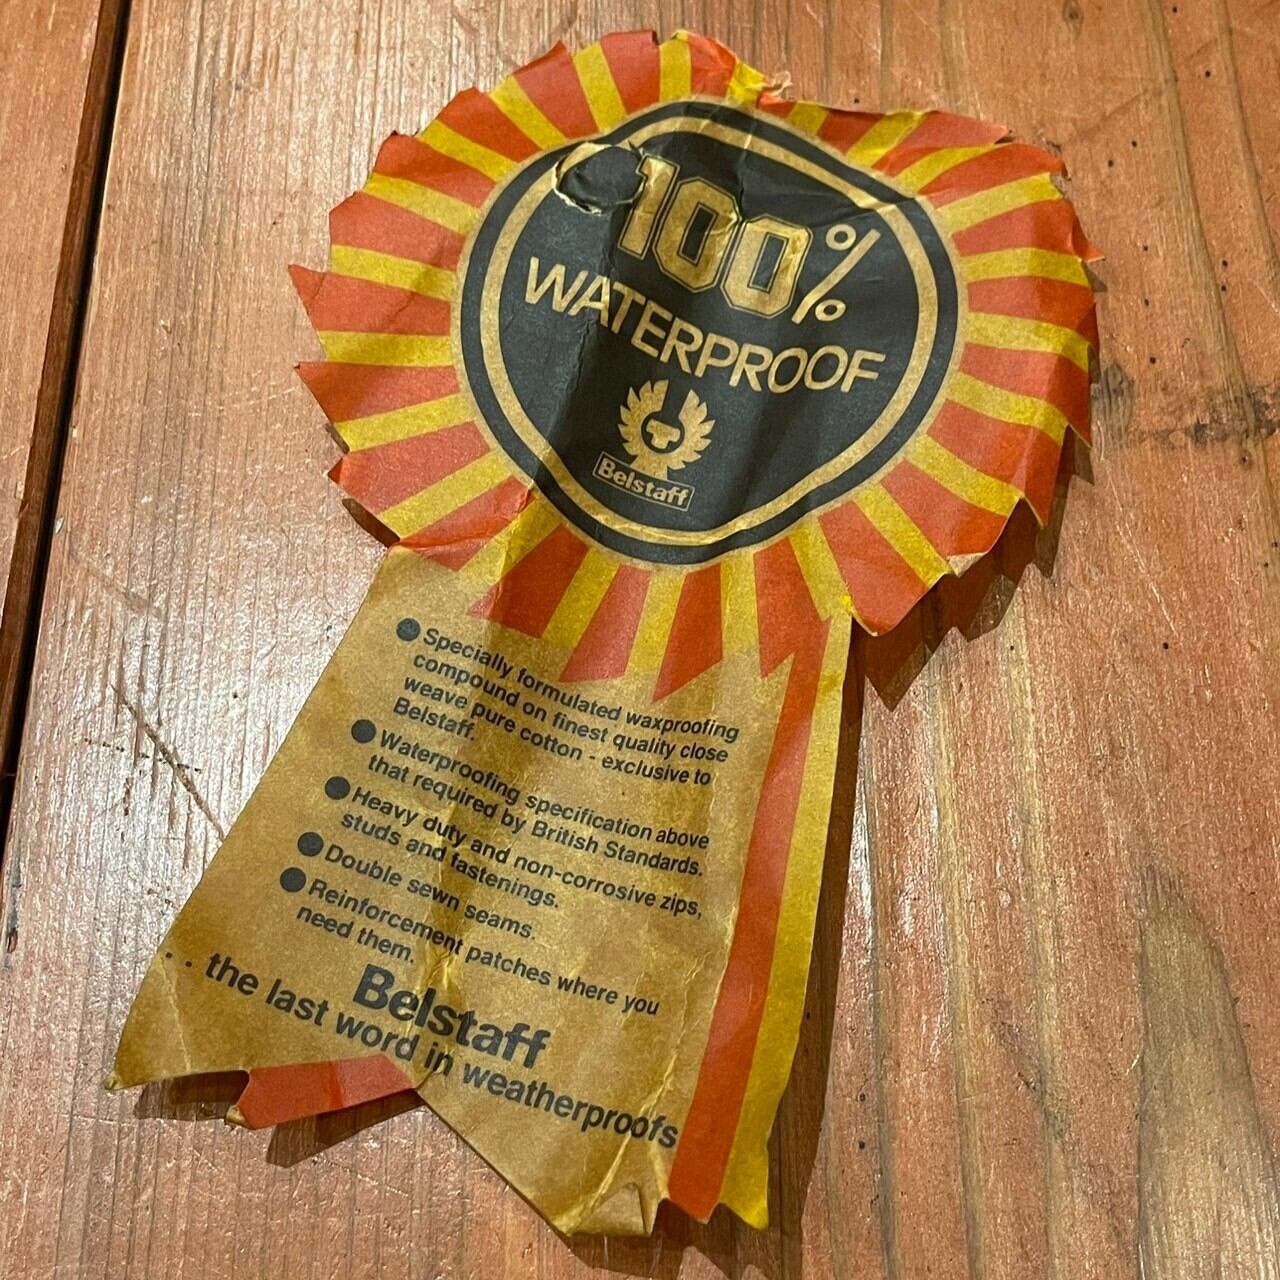 100%
WATERPROOF
Belstaff
● Specially formulated waxproofing
compound on finest quality close
weave pure cotton - exclusive to
Belstaff.
● Waterproofing specification above
that required by British Standards.
● Heavy duty and non-corrosive zips,
studs and fastenings.
● Double sewn seams.
● Reinforcement patches where you
need them.
Belstaff
. . the last word in weatherproofs